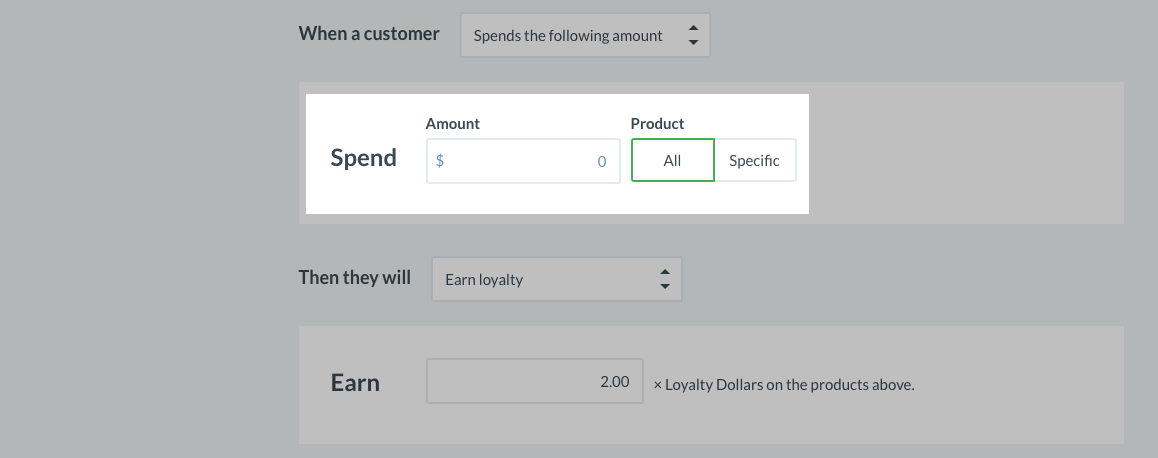 When a customer Spends the following amount
Amount Product
Spend $ 0 All Specific
Then they will Earn loyalty
Earn 2.00 × Loyalty Dollars on the products above.